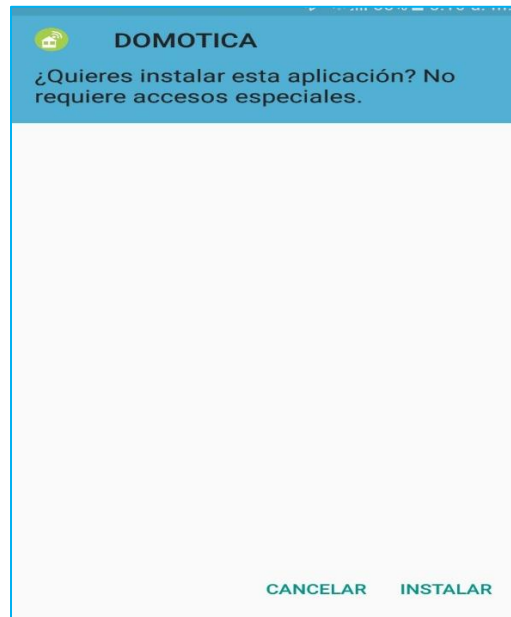 DOMOTICA
¿Quieres instalar esta aplicación? No
requiere accesos especiales.
CANCELAR INSTALAR